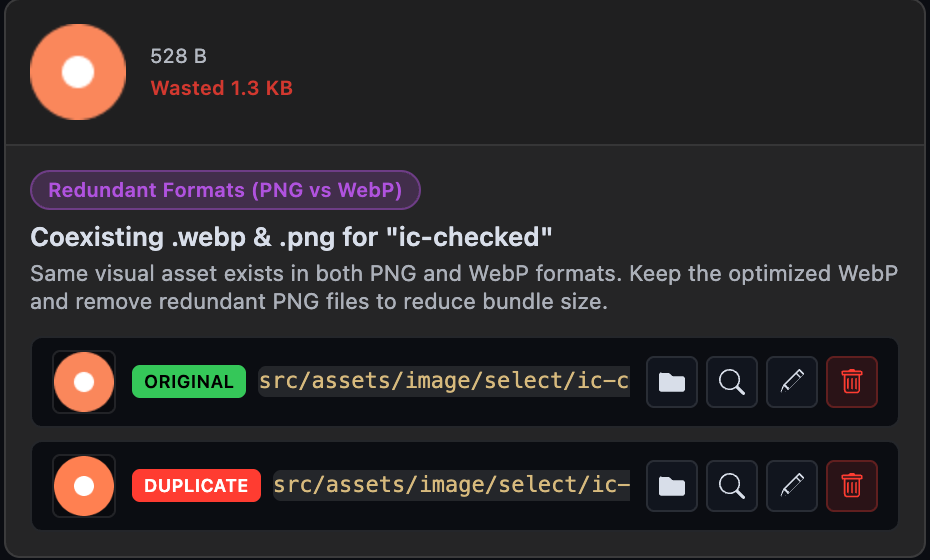 528 B
Wasted 1.3 KB
Redundant Formats (PNG vs WebP)
Coexisting .webp & .png for "ic-checked"
Same visual asset exists in both PNG and WebP formats. Keep the optimized WebP
and remove redundant PNG files to reduce bundle size.
ORIGINAL src/assets/image/select/ic-c
DUPLICATE src/assets/image/select/ic-